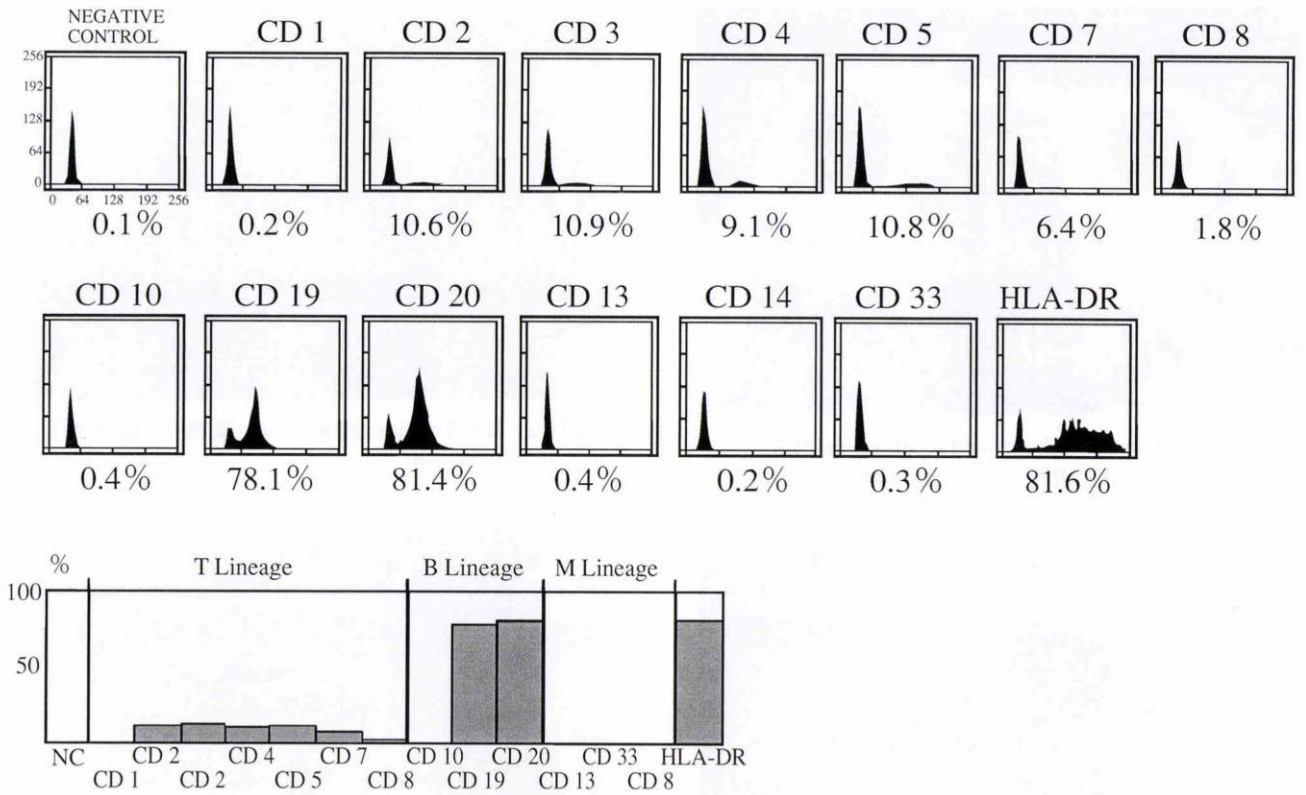 NEGATIVE
CONTROL
CD 1
CD 2
CD 3
CD 4
CD 5
CD 7
CD 8
256
192
128
64
0
0 64 128 192 256
0.1%
0.2%
10.6%
10.9%
9.1%
10.8%
6.4%
1.8%
CD 10
CD 19
CD 20
CD 13
CD 14
CD 33
HLA-DR
0.4%
78.1%
81.4%
0.4%
0.2%
0.3%
81.6%
%
T Lineage
B Lineage
M Lineage
100
50
NC
CD 2
CD 4
CD 7
CD 10
CD 20
CD 33
HLA-DR
CD 1
CD 2
CD 5
CD 8
CD 19
CD 13
CD 8